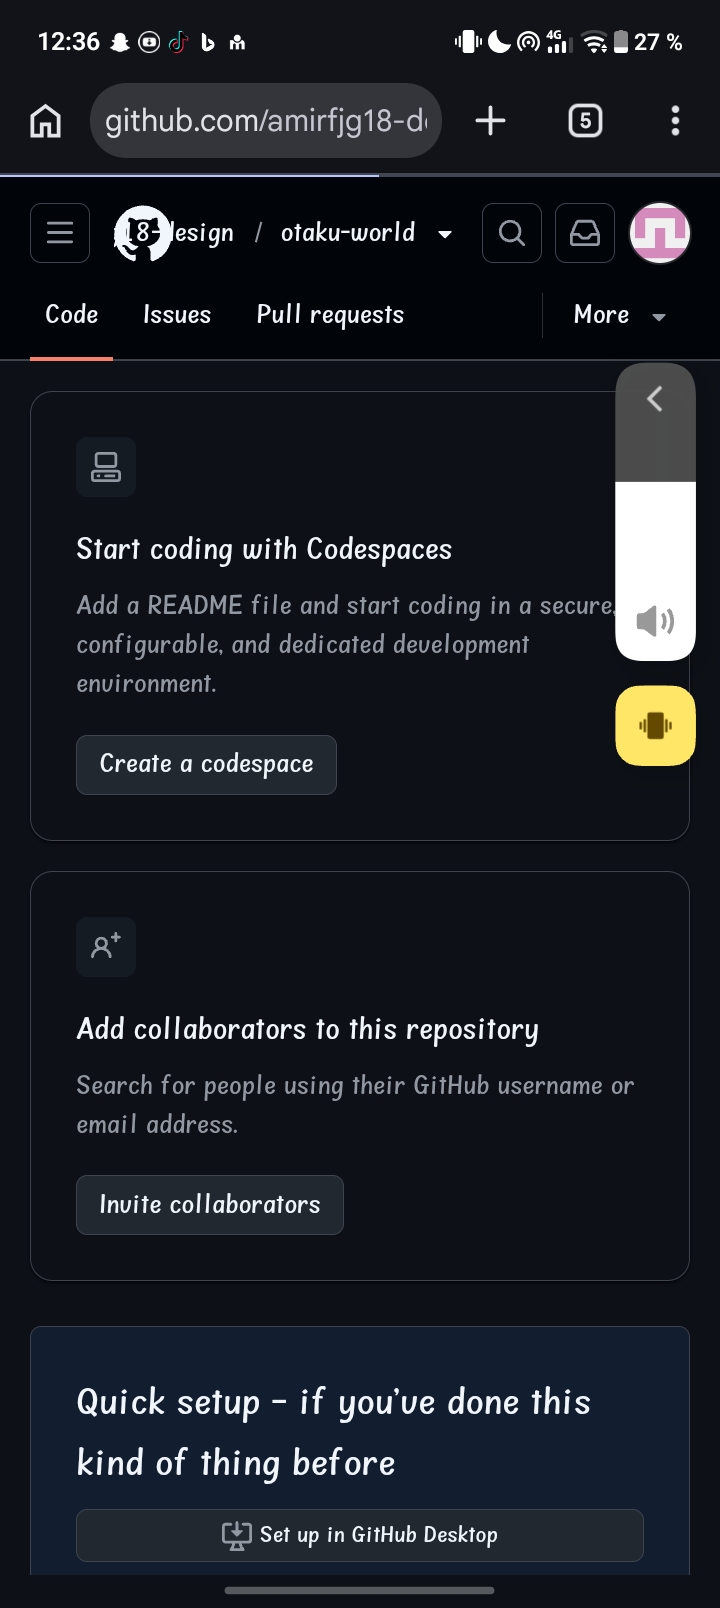 12:36
4G
27 %
github.com/amirfjg18-d
5
18-design / otaku-world
Code Issues Pull requests More
Start coding with Codespaces
Add a README file and start coding in a secure,
configurable, and dedicated development
environment.
Create a codespace
Add collaborators to this repository
Search for people using their GitHub username or
email address.
Invite collaborators
Quick setup – if you’ve done this
kind of thing before
Set up in GitHub Desktop